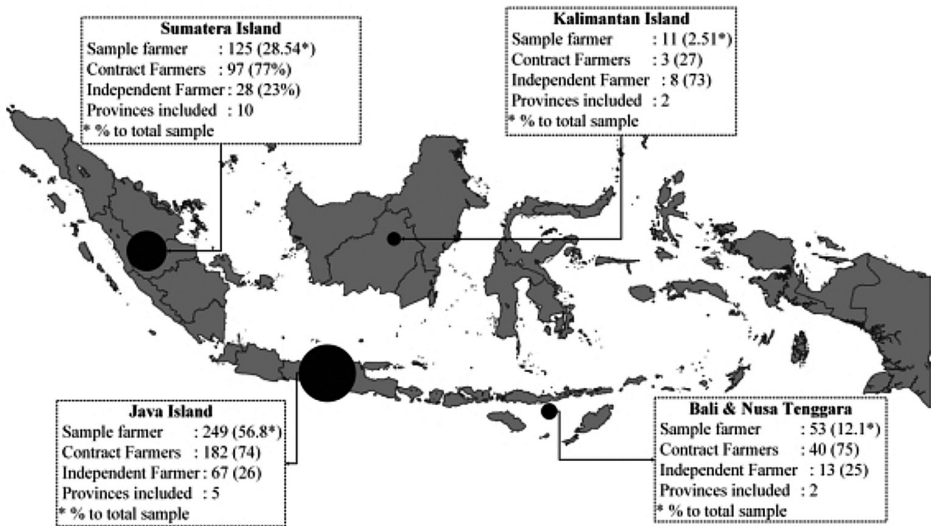 Sumatera Island
Sample farmer : 125 (28.54*)
Contract Farmers : 97 (77%)
Independent Farmer : 28 (23%)
Provinces included : 10
* % to total sample
Kalimantan Island
Sample farmer : 11 (2.51*)
Contract Farmers : 3 (27)
Independent Farmer : 8 (73)
Provinces included : 2
* % to total sample
Java Island
Sample farmer : 249 (56.8*)
Contract Farmers : 182 (74)
Independent Farmer : 67 (26)
Provinces included : 5
* % to total sample
Bali & Nusa Tenggara
Sample farmer : 53 (12.1*)
Contract Farmers : 40 (75)
Independent Farmer : 13 (25)
Provinces included : 2
* % to total sample